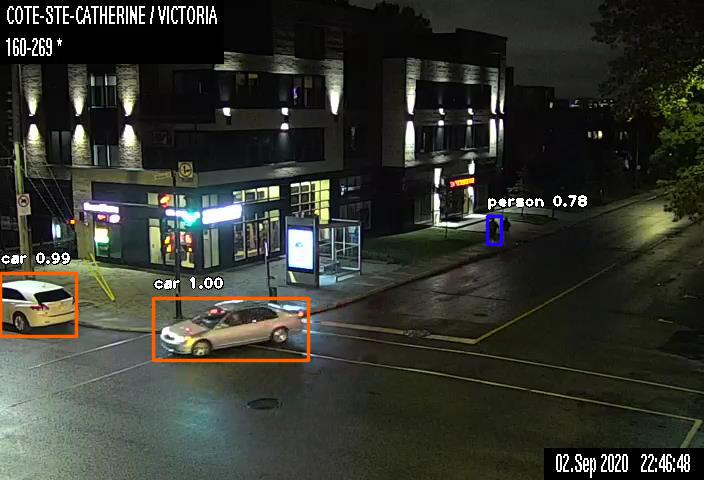 COTE-STE-CATHERINE / VICTORIA
160-269 *
person 0.78
car 0.99
car 1.00
02.Sep 2020 22:46:48